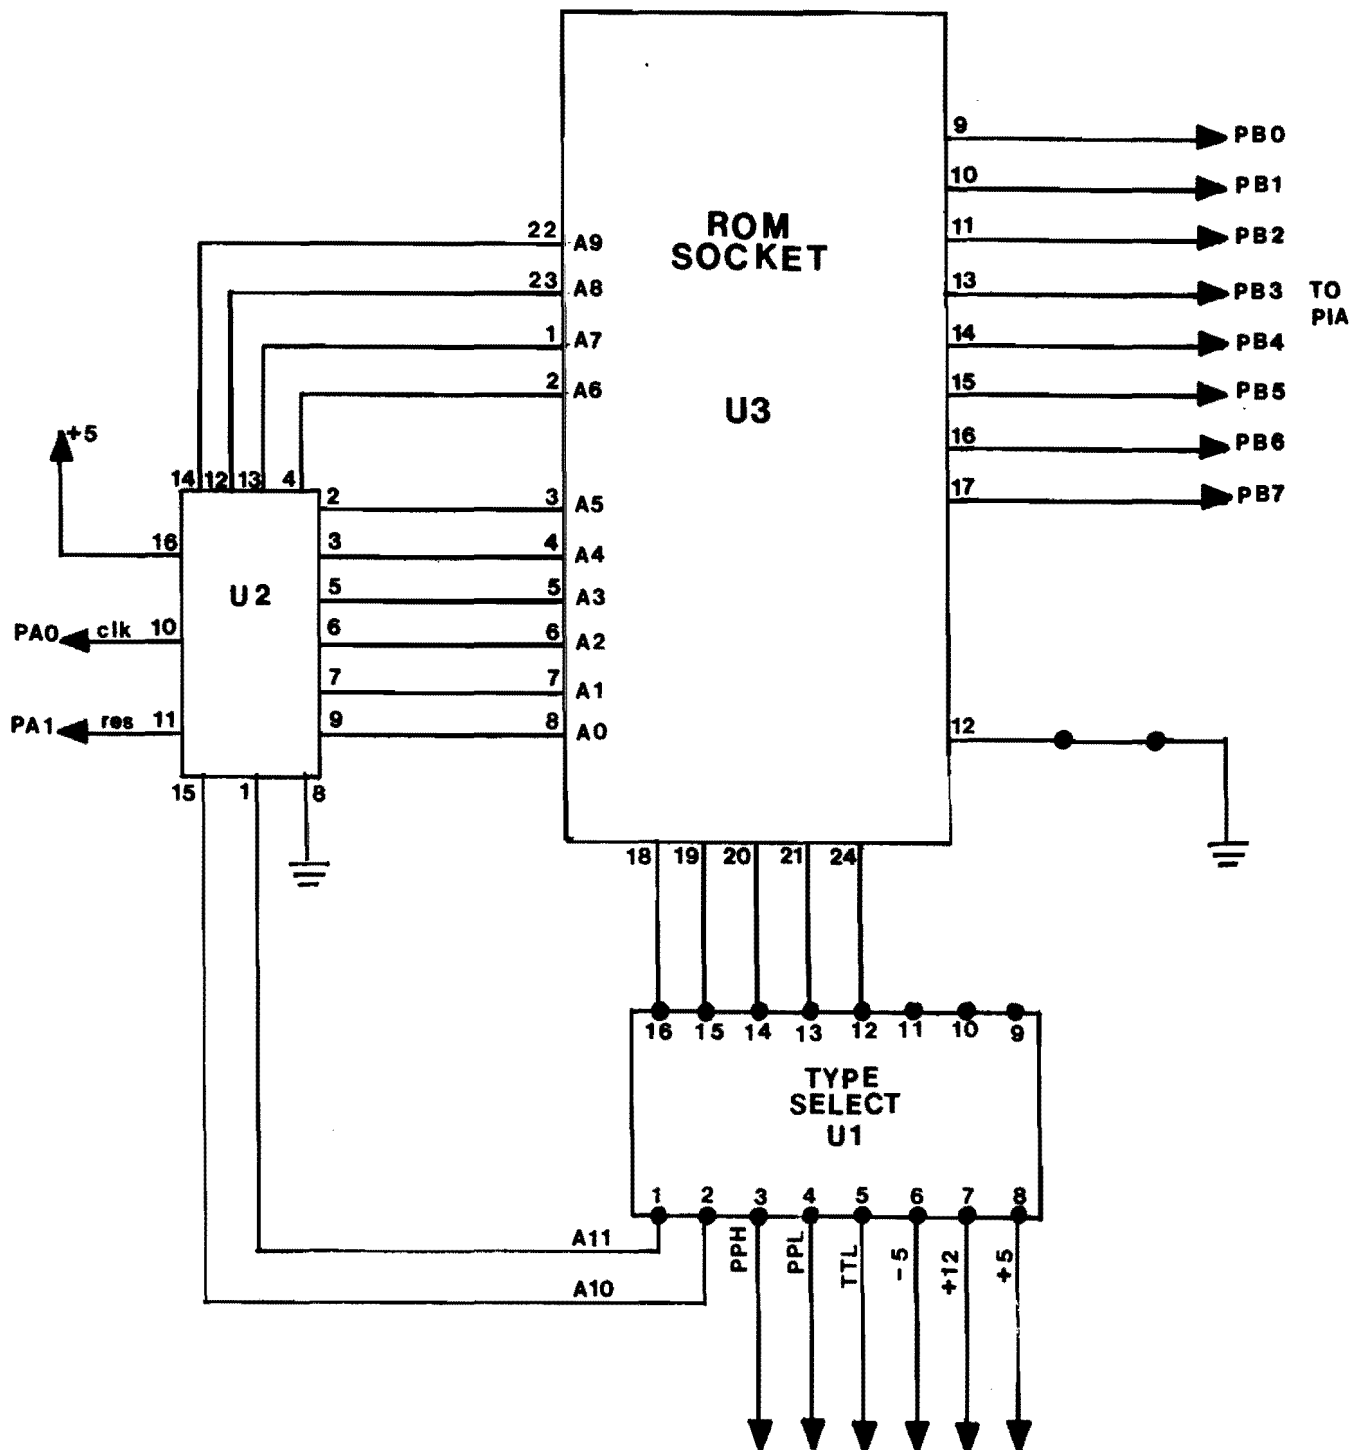 9 PB0
10 PB1
ROM
SOCKET
11 PB2
22 A9
23 A8
13 PB3 TO
PIA
1 A7
14 PB4
2 A6
15 PB5
U3
+5
16 PB6
14 12 13 4
17 PB7
2 3 A5
16 3 4 A4
U2
5 5 A3
PA0 clk 10 6 6 A2
7 7 A1
PA1 res 11 9 8 A0
12
15 1 8
18 19 20 21 24
16 15 14 13 12 11 10 9
TYPE
SELECT
U1
1 2 3 4 5 6 7 8
A11
A10
PPH
PPL
TTL
-5
+12
+5